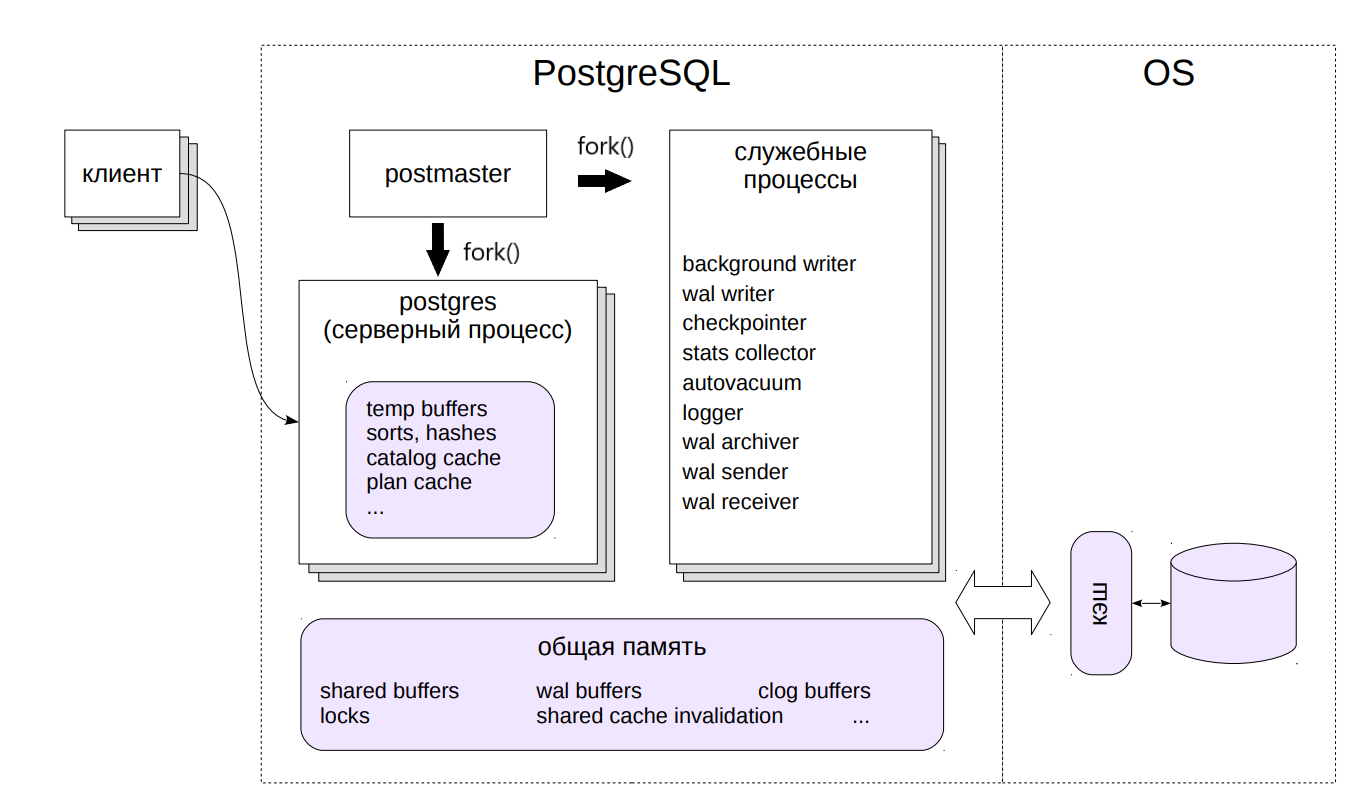 PostgreSQL
OS
клиент
postmaster
fork()
fork()
postgres
(серверный процесс)
temp buffers
sorts, hashes
catalog cache
plan cache
...
служебные
процессы
background writer
wal writer
checkpointer
stats collector
autovacuum
logger
wal archiver
wal sender
wal receiver
общая память
shared buffers
wal buffers
clog buffers
locks
shared cache invalidation
...
кэш